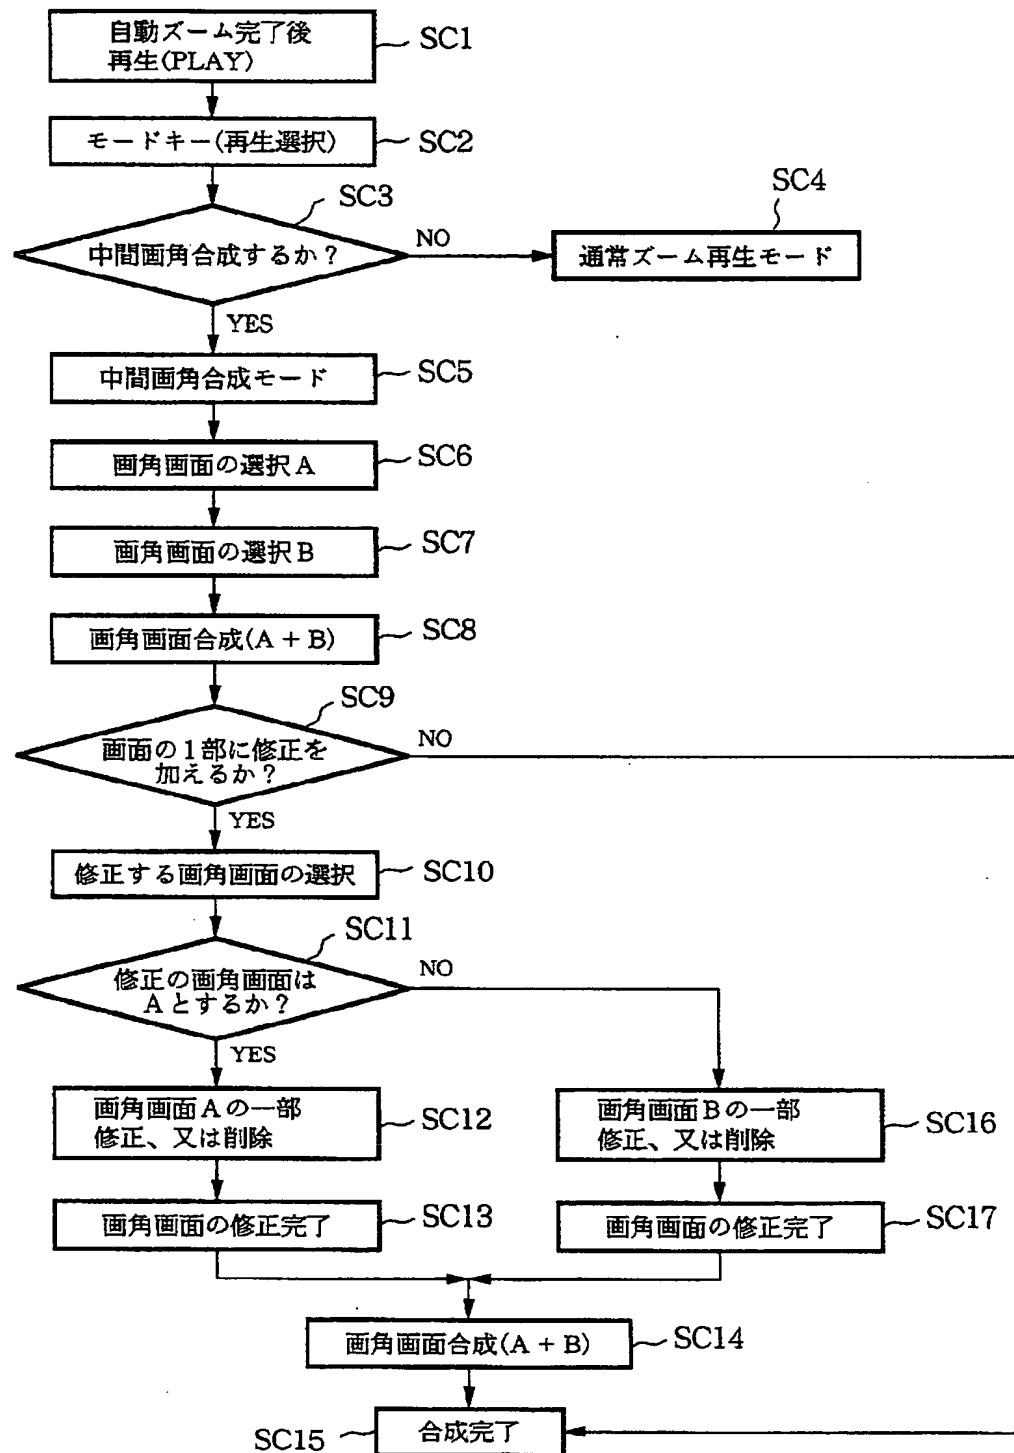 自動ズーム完了後
再生(PLAY)
SC1
モードキー(再生選択)
SC2
SC3
中間画角合成するか？
NO
SC4
通常ズーム再生モード
YES
中間画角合成モード
SC5
画角画面の選択A
SC6
画角画面の選択B
SC7
画角画面合成(A + B)
SC8
SC9
画面の1部に修正を
加えるか？
NO
YES
修正する画角画面の選択
SC10
SC11
修正の画角画面は
Aとするか？
NO
YES
画角画面Aの一部
修正、又は削除
SC12
画角画面Bの一部
修正、又は削除
SC16
画角画面の修正完了
SC13
画角画面の修正完了
SC17
画角画面合成(A + B)
SC14
合成完了
SC15